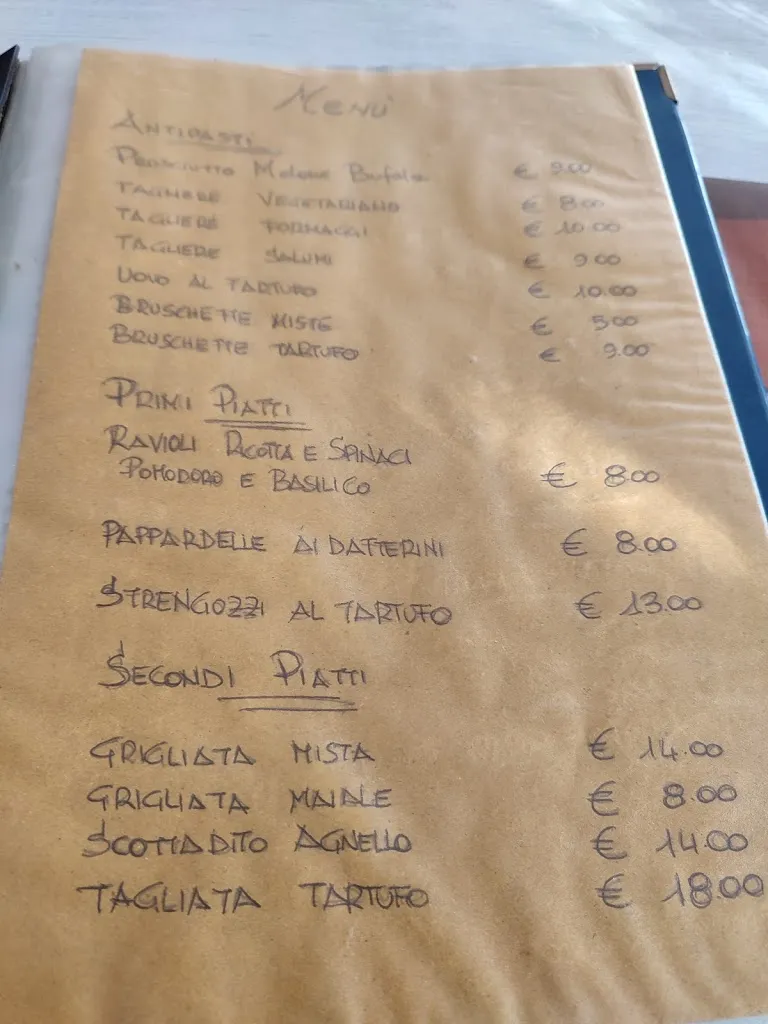 Menù
ANTIPASTI
PROSCIUTTO Melone Bufala € 9.00
TAGLIERE VEGETARIANO € 8.00
TAGLIERE FORMAGGI € 10.00
TAGLIERE SALUMI € 9.00
UOVO AL TARTUFO € 10.00
BRUSCHETTE MISTE € 5.00
BRUSCHETTE TARTUFO € 9.00
PRIMI PIATTI
RAVIOLI RICOTTA E SPINACI
POMODORO E BASILICO € 8.00
PAPPARDELLE AI DATTERINI € 8.00
STRENGOZZI AL TARTUFO € 13.00
SECONDI PIATTI
GRIGLIATA MISTA € 14.00
GRIGLIATA MAIALE € 8.00
SCOTTADITO AGNELLO € 14.00
TAGLIATA TARTUFO € 18.00